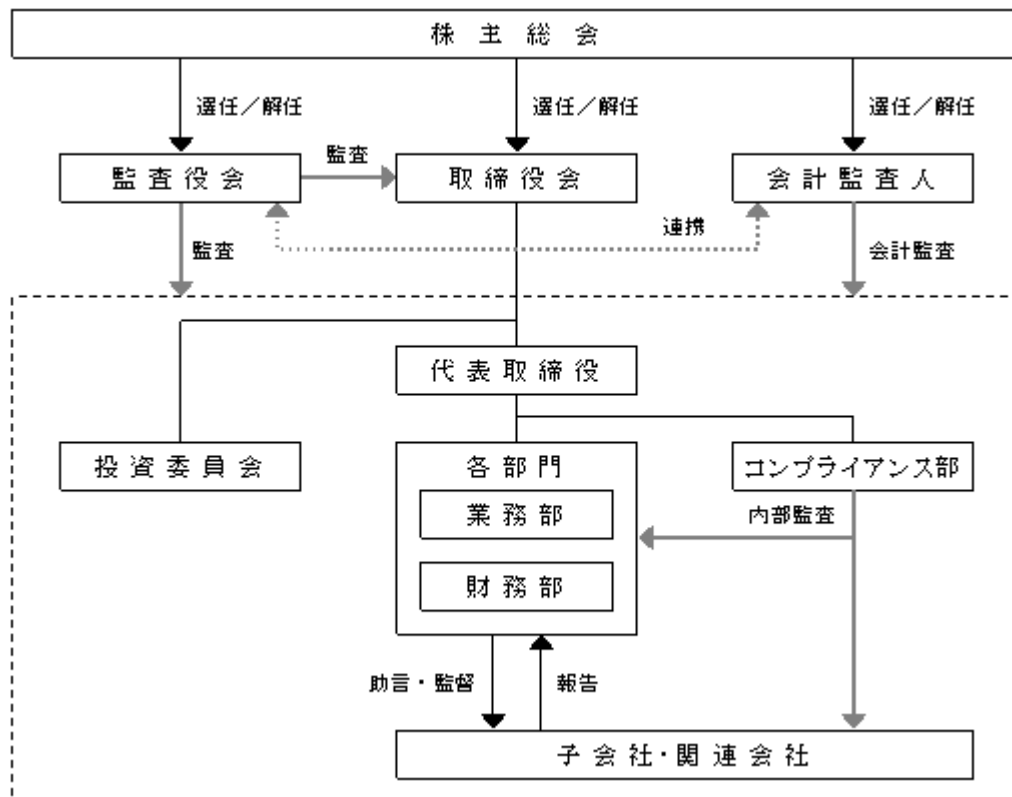 株主総会
選任／解任
選任／解任
選任／解任
監査役会
監査
取締役会
会計監査人
連携
監査
会計監査
代表取締役
投資委員会
各部門
コンプライアンス部
業務部
内部監査
財務部
助言・監督
報告
子会社・関連会社